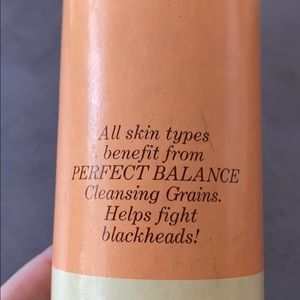 All skin types
benefit from
PERFECT BALANCE
Cleansing Grains.
Helps fight
blackheads!